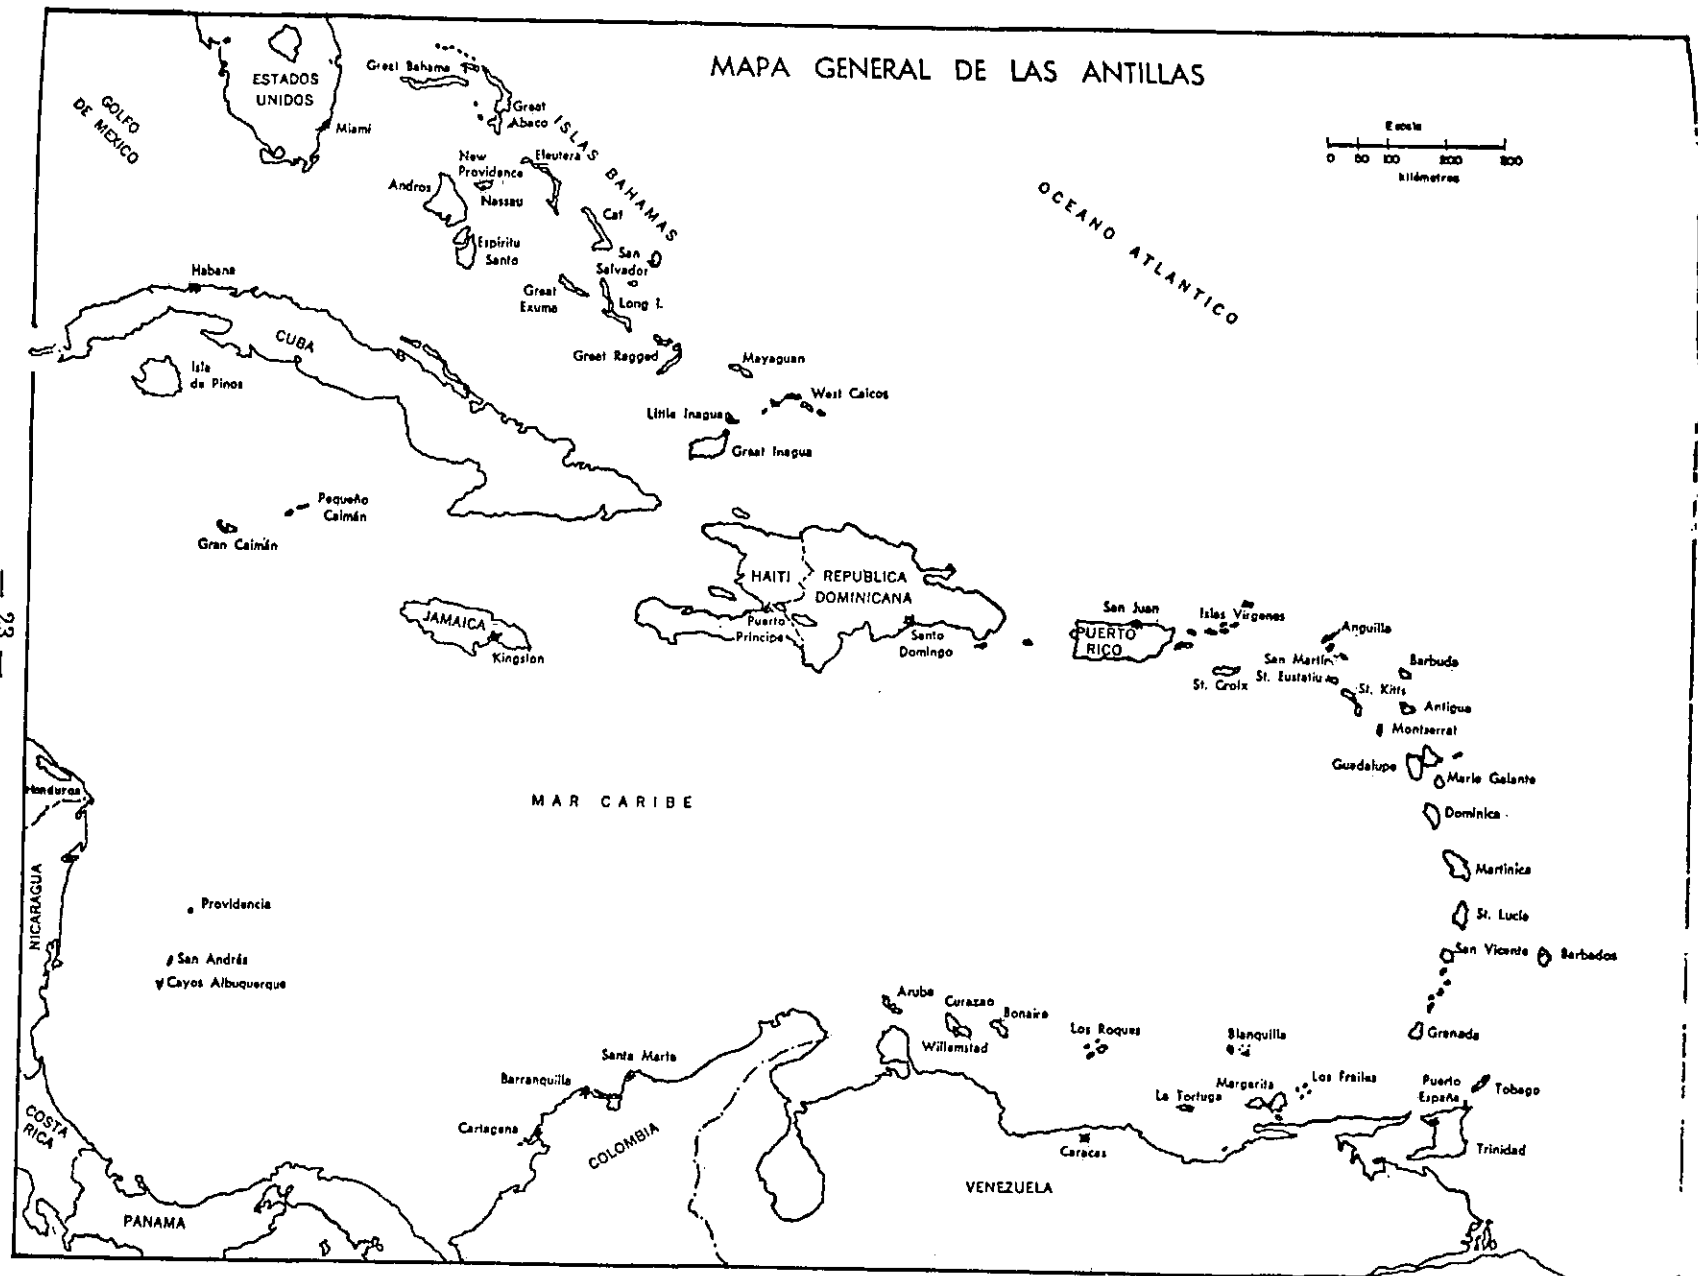 MAPA GENERAL DE LAS ANTILLAS
GOLFO
DE MEXICO
ESTADOS
UNIDOS
Miami
Great Bahama
Great
Abaco
ISLAS BAHAMAS
Eleutera
New
Providence
Nassau
Andros
Espíritu
Santo
Cat
San
Salvador
Great
Exuma
Long I.
Great Ragged
Mayaguan
West Caicos
Little Inagua
Great Inagua
Escala
0 50 100 200 300
kilómetros
OCEANO ATLANTICO
Habana
CUBA
Isla
de Pinos
Pequeño
Caimán
Gran Caimán
JAMAICA
Kingston
HAITI
REPUBLICA
DOMINICANA
Puerto
Príncipe
Santo
Domingo
San Juan
PUERTO
RICO
Islas Vírgenes
St. Croix
Anguilla
San Martín
St. Eustatiu
St. Kitts
Barbuda
Antigua
Montserrat
Guadalupe
Marie Galante
Dominica
Martinica
St. Lucie
San Vicente
Barbados
Grenada
Tobago
Puerto
España
Trinidad
MAR CARIBE
Honduras
NICARAGUA
Providencia
San Andrés
Cayos Albuquerque
COSTA
RICA
PANAMA
Cartagena
Barranquilla
Santa Marta
COLOMBIA
Aruba
Curazao
Willemstad
Bonaire
Los Roques
Blanquilla
La Tortuga
Margarita
Los Frailes
Caracas
VENEZUELA
— 23 —